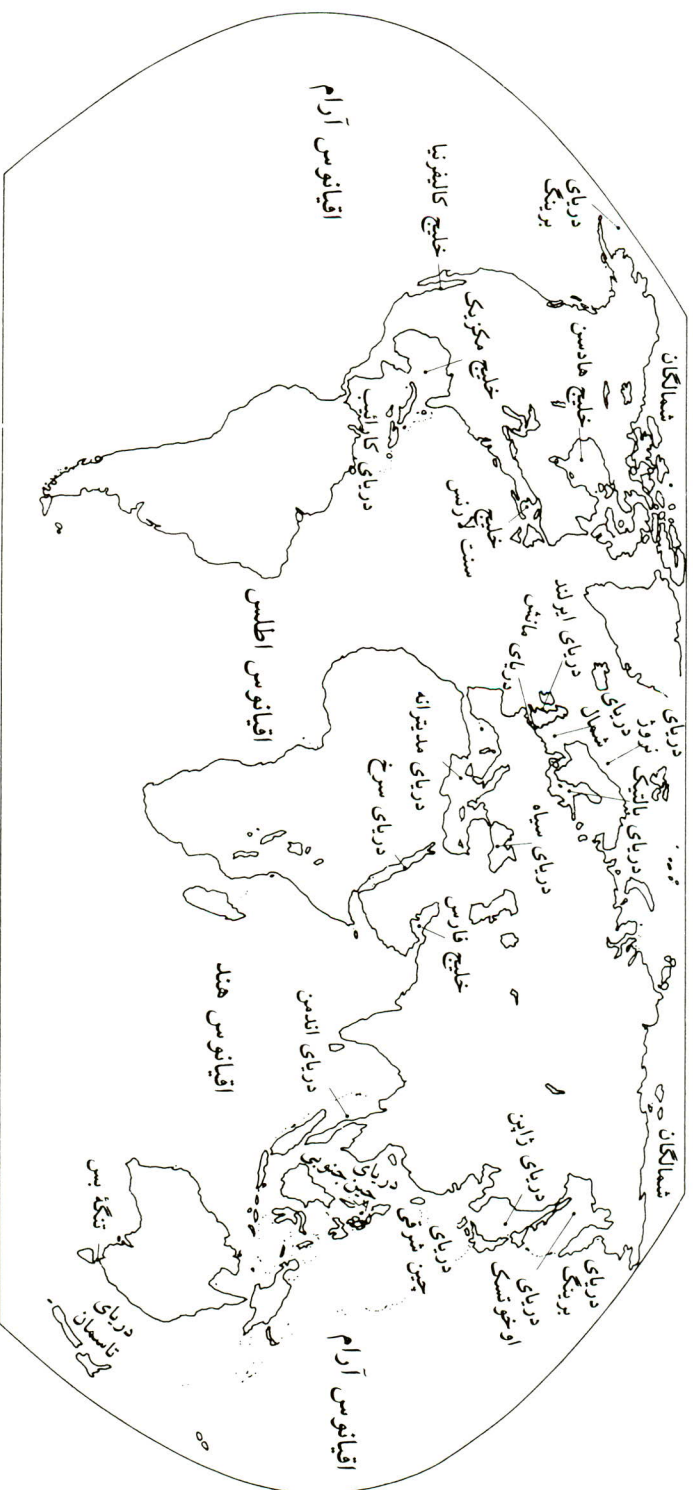 شمالگان
شمالگان
دریای
برینگ
خلیج هادسن
خلیج
سنت لارنس
خلیج کالیفرنیا
خلیج مکزیک
دریای کارائیب
اقیانوس آرام
اقیانوس اطلس
دریای
نروژ
دریای
شمال
دریای بالتیک
دریای ایرلند
دریای مانش
دریای سیاه
دریای مدیترانه
دریای سرخ
خلیج فارس
اقیانوس هند
دریای اندمن
دریای
برینگ
دریای
اوخوتسک
دریای ژاپن
دریای
چین شرقی
دریای
چین جنوبی
اقیانوس آرام
تنگهٔ بس
دریای
تاسمان